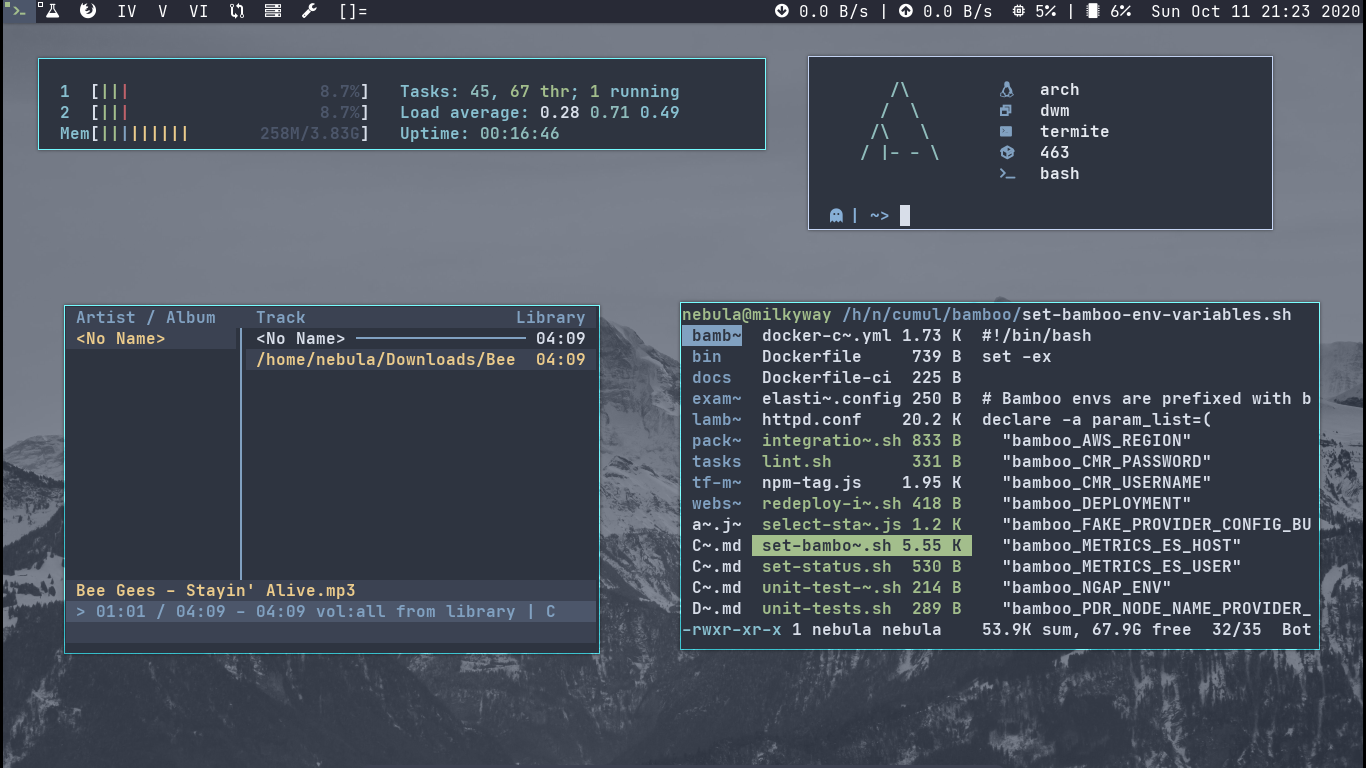 IV V VI []= 0.0 B/s | 0.0 B/s 5% | 6% Sun Oct 11 21:23 2020
1 [||| 8.7%] Tasks: 45, 67 thr; 1 running
2 [||| 8.7%] Load average: 0.28 0.71 0.49
Mem[||||||||| 258M/3.83G] Uptime: 00:16:46
/\ arch
/ \ dwm
/\ \ termite
/ |- - \ 463
bash
| ~>
Artist / Album Track Library
<No Name> <No Name> 04:09
/home/nebula/Downloads/Bee 04:09
Bee Gees - Stayin' Alive.mp3
> 01:01 / 04:09 - 04:09 vol:all from library | C
nebula@milkyway /h/n/cumul/bamboo/set-bamboo-env-variables.sh
bamb~ docker-c~.yml 1.73 K #!/bin/bash
bin Dockerfile 739 B set -ex
docs Dockerfile-ci 225 B
exam~ elasti~.config 250 B # Bamboo envs are prefixed with b
lamb~ httpd.conf 20.2 K declare -a param_list=(
pack~ integratio~.sh 833 B "bamboo_AWS_REGION"
tasks lint.sh 331 B "bamboo_CMR_PASSWORD"
tf-m~ npm-tag.js 1.95 K "bamboo_CMR_USERNAME"
webs~ redeploy-i~.sh 418 B "bamboo_DEPLOYMENT"
a~.j~ select-sta~.js 1.2 K "bamboo_FAKE_PROVIDER_CONFIG_BU
C~.md set-bambo~.sh 5.55 K "bamboo_METRICS_ES_HOST"
C~.md set-status.sh 530 B "bamboo_METRICS_ES_USER"
C~.md unit-test-~.sh 214 B "bamboo_NGAP_ENV"
D~.md unit-tests.sh 289 B "bamboo_PDR_NODE_NAME_PROVIDER_
-rwxr-xr-x 1 nebula nebula 53.9K sum, 67.9G free 32/35 Bot